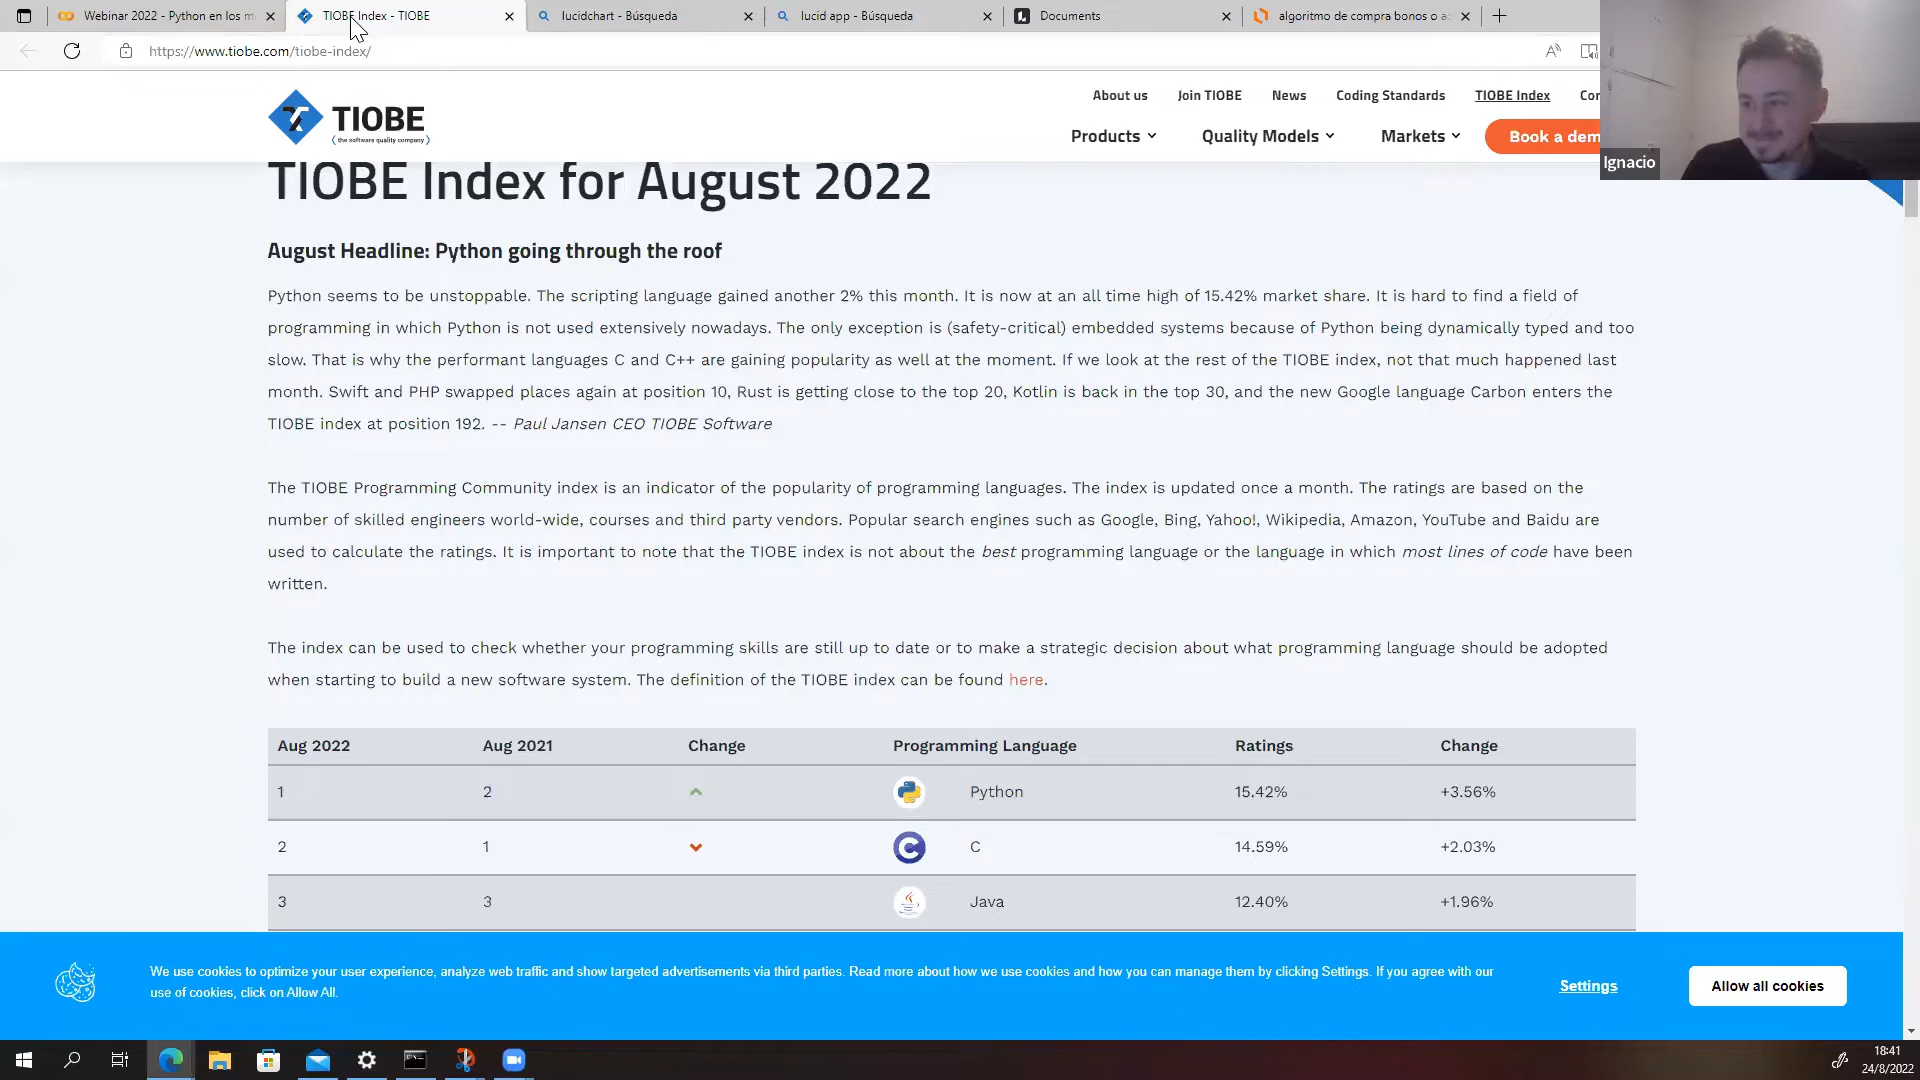 Webinar 2022 - Python en los m
TIOBE Index - TIOBE
lucidchart - Búsqueda
lucid app - Búsqueda
Documents
algoritmo de compra bonos o ac
https://www.tiobe.com/tiobe-index/
About us
Join TIOBE
News
Coding Standards
TIOBE Index
Con
TIOBE
(the software quality company)
Products
Quality Models
Markets
Book a dem
Ignacio
TIOBE Index for August 2022
August Headline: Python going through the roof
Python seems to be unstoppable. The scripting language gained another 2% this month. It is now at an all time high of 15.42% market share. It is hard to find a field of
programming in which Python is not used extensively nowadays. The only exception is (safety-critical) embedded systems because of Python being dynamically typed and too
slow. That is why the performant languages C and C++ are gaining popularity as well at the moment. If we look at the rest of the TIOBE index, not that much happened last
month. Swift and PHP swapped places again at position 10, Rust is getting close to the top 20, Kotlin is back in the top 30, and the new Google language Carbon enters the
TIOBE index at position 192. -- Paul Jansen CEO TIOBE Software
The TIOBE Programming Community index is an indicator of the popularity of programming languages. The index is updated once a month. The ratings are based on the
number of skilled engineers world-wide, courses and third party vendors. Popular search engines such as Google, Bing, Yahoo!, Wikipedia, Amazon, YouTube and Baidu are
used to calculate the ratings. It is important to note that the TIOBE index is not about the best programming language or the language in which most lines of code have been
written.
The index can be used to check whether your programming skills are still up to date or to make a strategic decision about what programming language should be adopted
when starting to build a new software system. The definition of the TIOBE index can be found here.
Aug 2022 Aug 2021 Change Programming Language Ratings Change
1 2 Python 15.42% +3.56%
2 1 C 14.59% +2.03%
3 3 Java 12.40% +1.96%
We use cookies to optimize your user experience, analyze web traffic and show targeted advertisements via third parties. Read more about how we use cookies and how you can manage them by clicking Settings. If you agree with our
use of cookies, click on Allow All.
Settings
Allow all cookies
18:41
24/8/2022